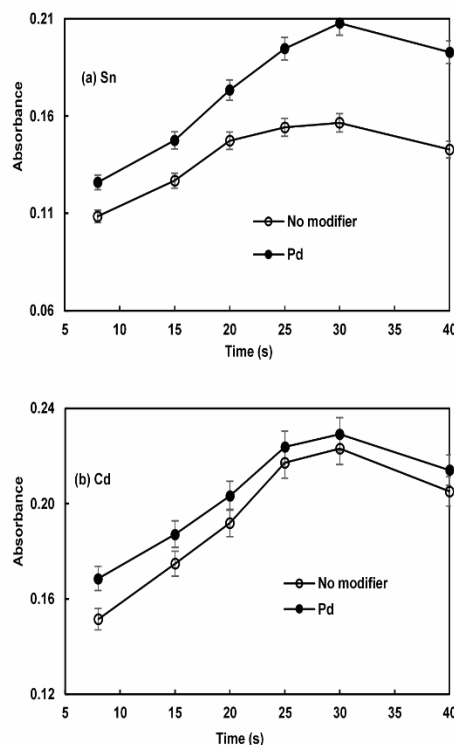 0.21
(a) Sn
0.16
Absorbance
0.11
No modifier
Pd
0.06
5 10 15 20 25 30 35 40
Time (s)
0.24
(b) Cd
0.20
Absorbance
0.16
No modifier
Pd
0.12
5 10 15 20 25 30 35 40
Time (s)